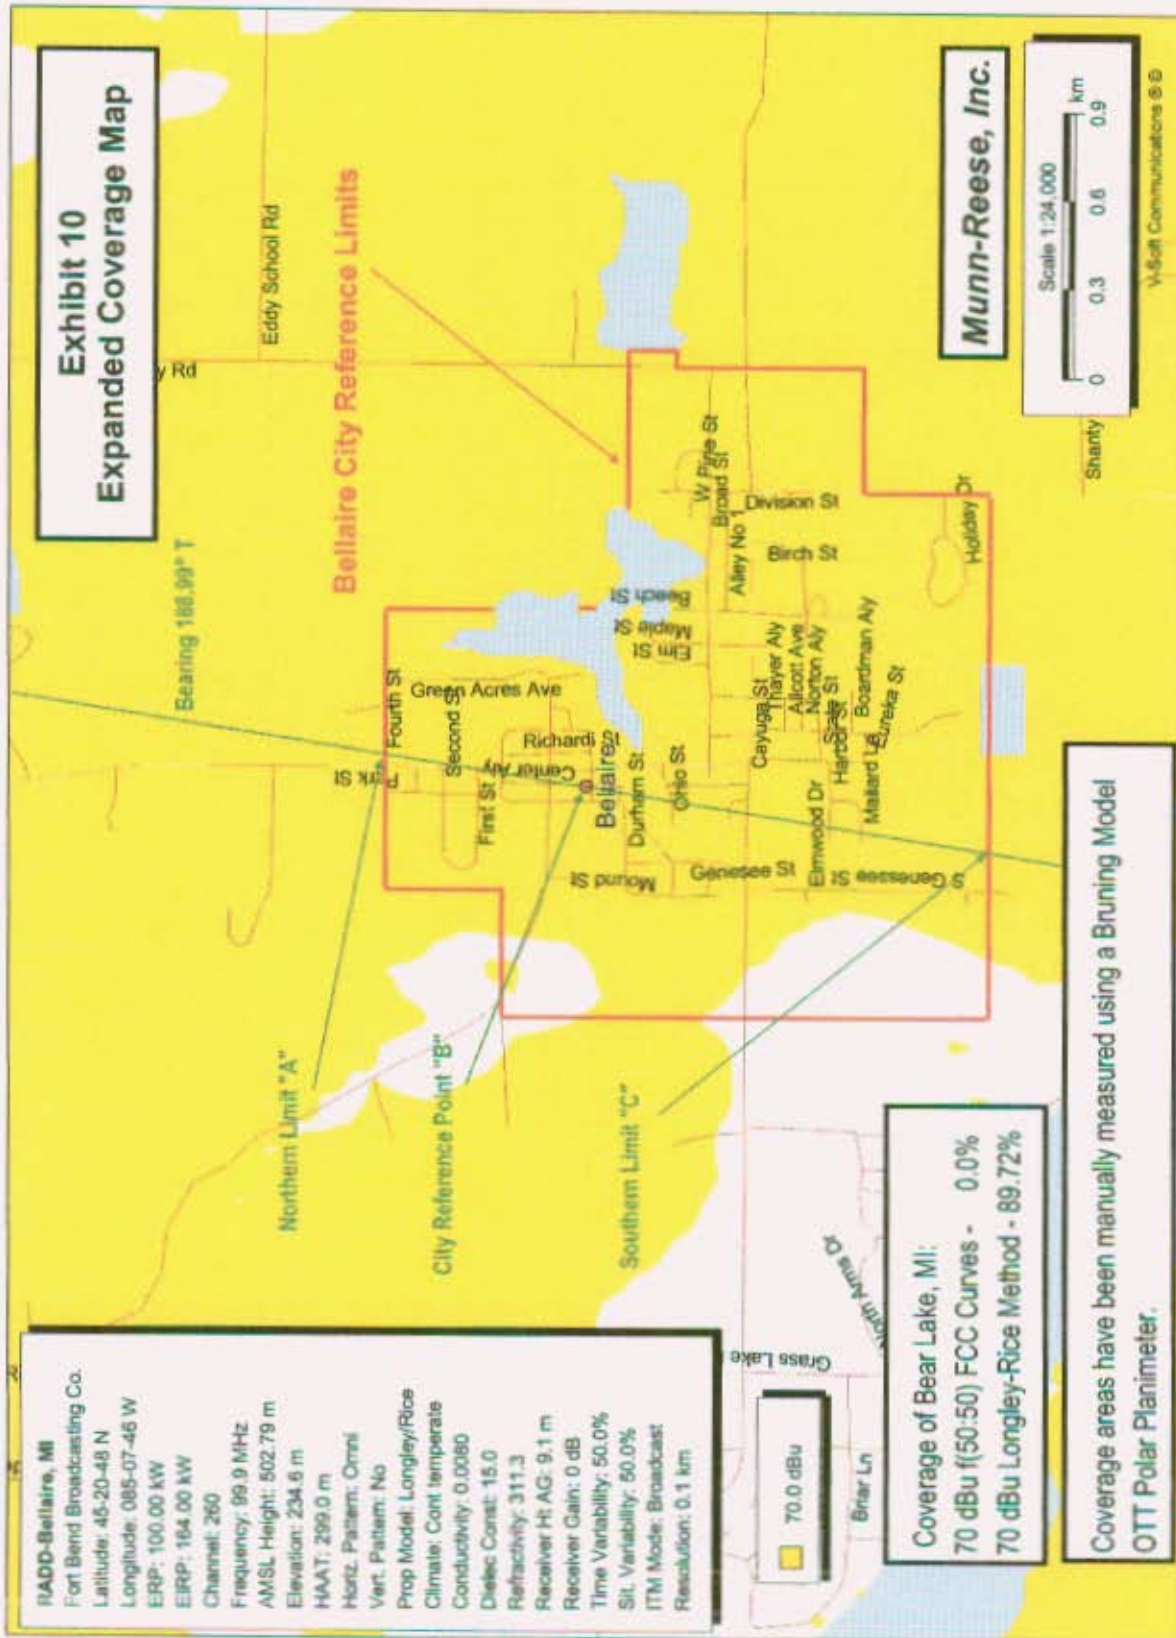 Exhibit 10
Expanded Coverage Map
RADD-Bellaire, MI
Fort Bend Broadcasting Co.
Latitude: 45-20-48 N
Longitude: 085-07-46 W
ERP: 100.00 kW
EIRP: 164.00 kW
Channel: 260
Frequency: 99.9 MHz
AMSL Height: 502.79 m
Elevation: 234.6 m
HAAT: 299.0 m
Horiz. Pattern: Omni
Vert. Pattern: No
Prop Model: Longley/Rice
Climate: Cont temperate
Conductivity: 0.0080
Dielec Const: 15.0
Refractivity: 311.3
Receiver Ht AG: 9.1 m
Receiver Gain: 0 dB
Time Variability: 50.0%
Sit. Variability: 50.0%
ITM Mode: Broadcast
Resolution: 0.1 km
Bearing 188.99° T
y Rd
Eddy School Rd
Bellaire City Reference Limits
Northern Limit "A"
City Reference Point "B"
Southern Limit "C"
Park St
Fourth St
Green Acres Ave
Second St
First St
Center Aly
Richardi St
Bellaire
Durham St
Ohio St
Mound St
Genesee St
S Genessee St
Elm St
Maple St
Beech St
W Pine St
Broad St
Alley No 1
Division St
Birch St
Cayuga St
Thayer Aly
Allcott Ave
Norton Aly
State St
Harbor St
Boardman Aly
Eureka St
Mallard Ln
Elmwood Dr
Holiday Dr
Shanty
Grass Lake
North Arms Dr
Briar Ln
70.0 dBu
Coverage of Bear Lake, MI:
70 dBu f(50:50) FCC Curves - 0.0%
70 dBu Longley-Rice Method - 89.72%
Coverage areas have been manually measured using a Bruning Model
OTT Polar Planimeter.
Munn-Reese, Inc.
Scale 1:24,000
km
0 0.3 0.6 0.9
V-Soft Communications ® ©